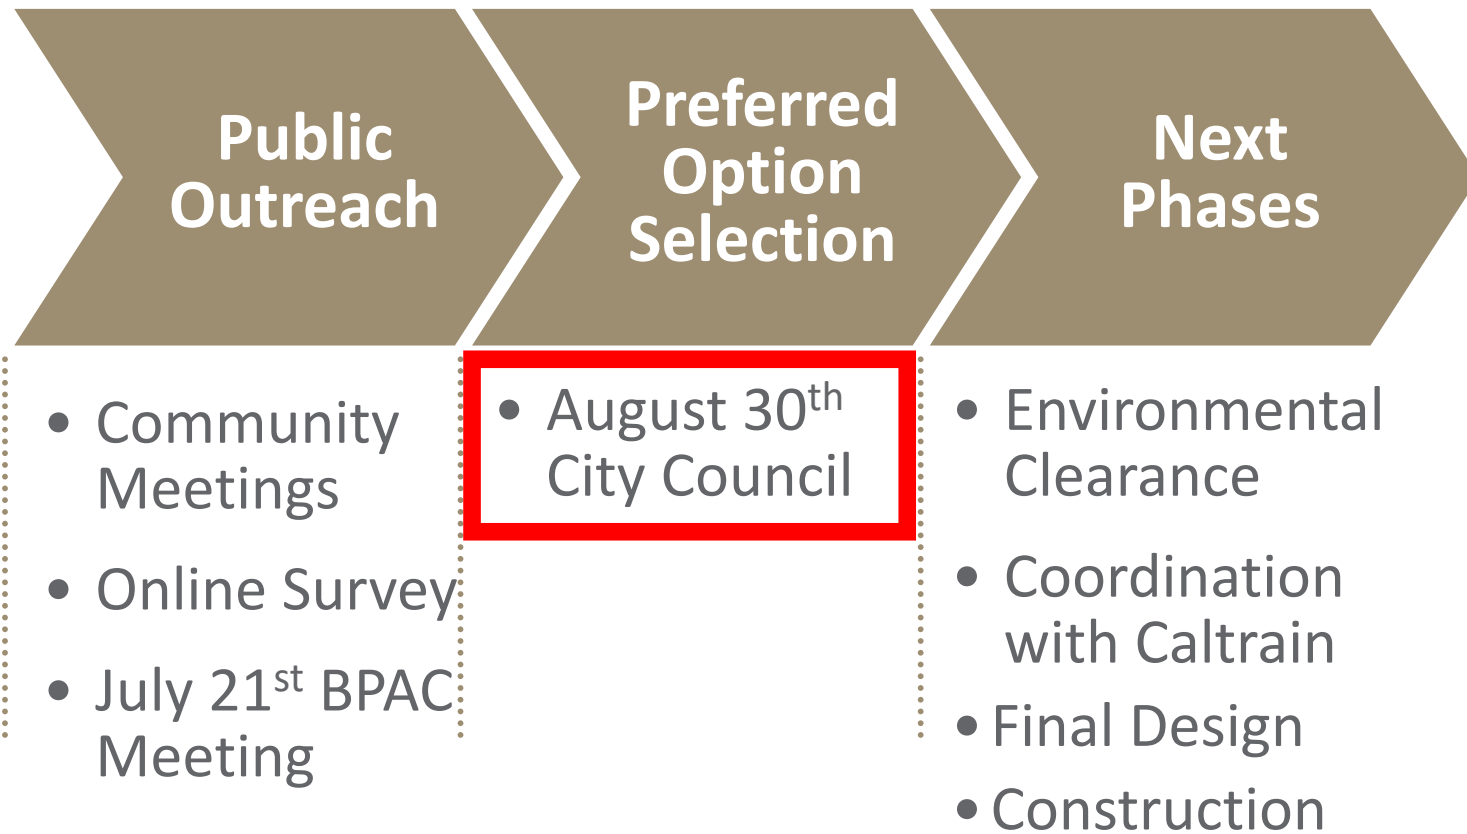 Public
Outreach
Preferred
Option
Selection
Next
Phases
• Community
Meetings
• Online Survey
• July 21st BPAC
Meeting
• August 30th
City Council
• Environmental
Clearance
• Coordination
with Caltrain
• Final Design
• Construction